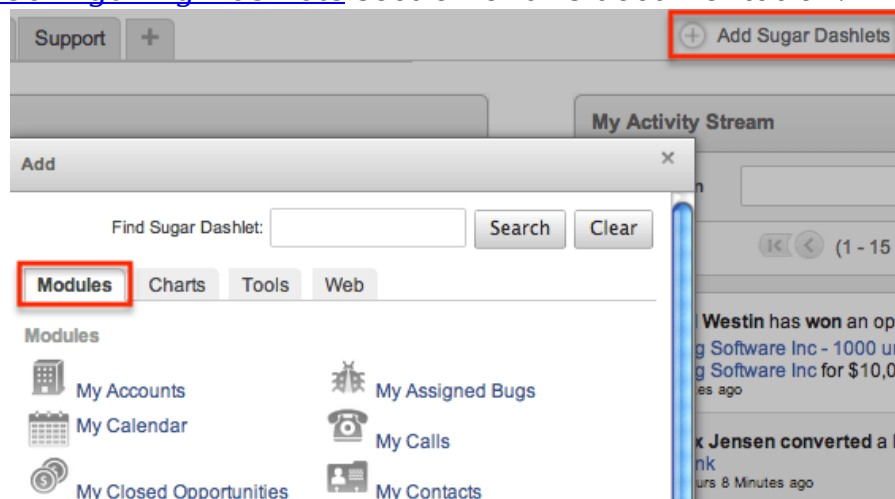 Support +
Add Sugar Dashlets
My Activity Stream
Add ×
Find Sugar Dashlet: Search Clear
(1 - 15
Modules Charts Tools Web
Modules
Westin has won an op
Software Inc - 1000
Software Inc for $10,0
es ago
My Accounts My Assigned Bugs
My Calendar My Calls
Jensen converted a
nk
urs 8 Minutes ago
My Closed Opportunities My Contacts